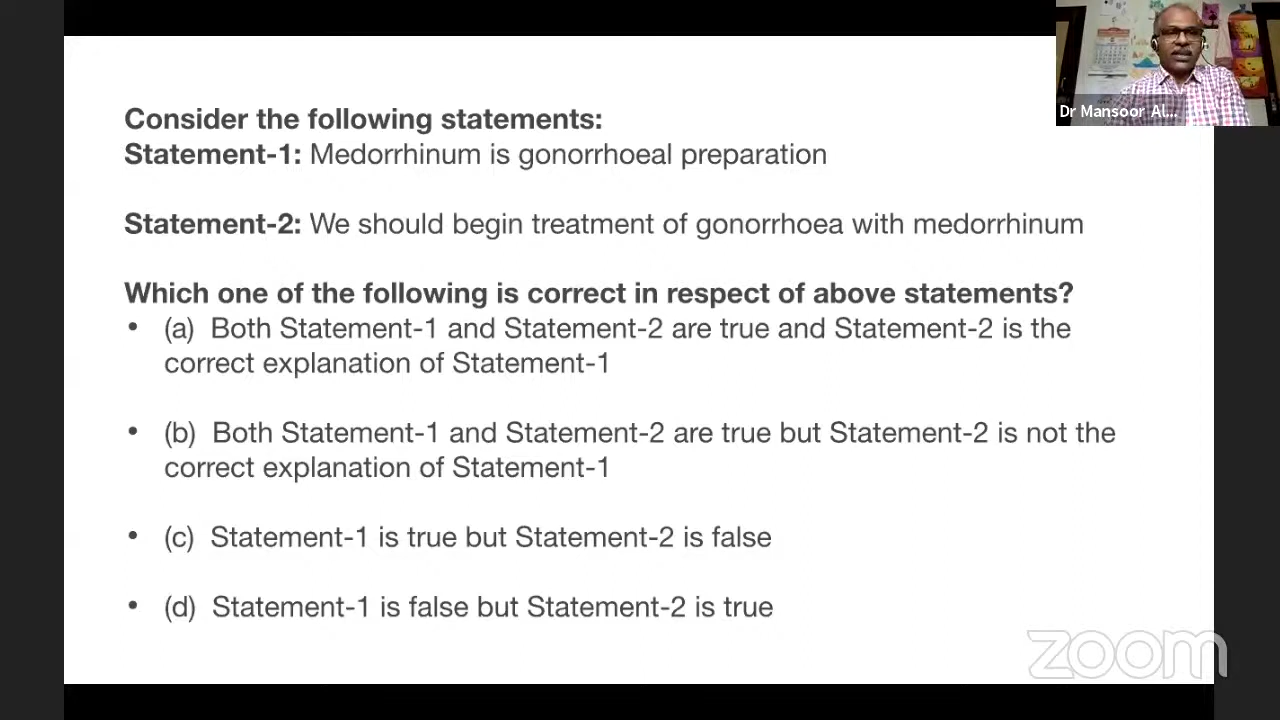 Dr Mansoor Al...
Consider the following statements:
Statement-1: Medorrhinum is gonorrhoeal preparation
Statement-2: We should begin treatment of gonorrhoea with medorrhinum
Which one of the following is correct in respect of above statements?
• (a) Both Statement-1 and Statement-2 are true and Statement-2 is the
correct explanation of Statement-1
• (b) Both Statement-1 and Statement-2 are true but Statement-2 is not the
correct explanation of Statement-1
• (c) Statement-1 is true but Statement-2 is false
• (d) Statement-1 is false but Statement-2 is true
zoom